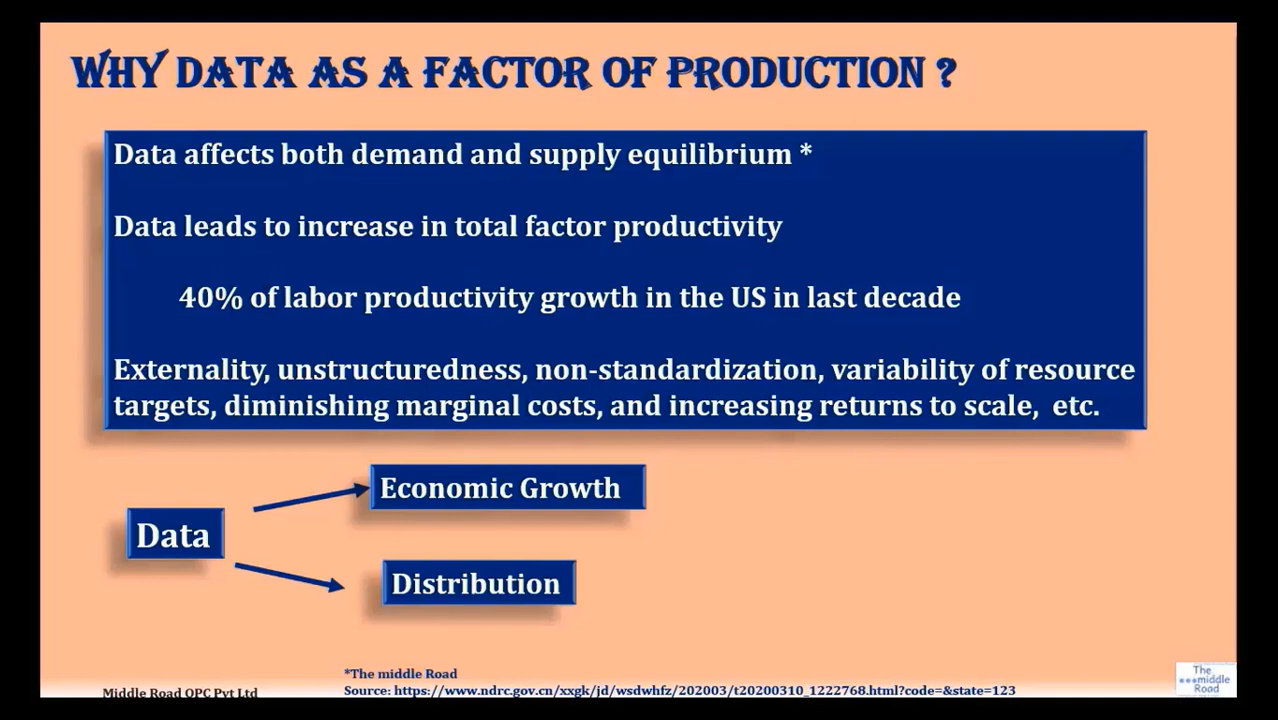 WHY DATA AS A FACTOR OF PRODUCTION ?
Data affects both demand and supply equilibrium *
Data leads to increase in total factor productivity
40% of labor productivity growth in the US in last decade
Externality, unstructuredness, non-standardization, variability of resource
targets, diminishing marginal costs, and increasing returns to scale, etc.
Economic Growth
Data
Distribution
*The middle Road
Source: https://www.ndrc.gov.cn/xxgk/jd/wsdwhfz/202003/t20200310_1222768.html?code=&state=123
Middle Road OPC Pvt Ltd
The
middle
Road